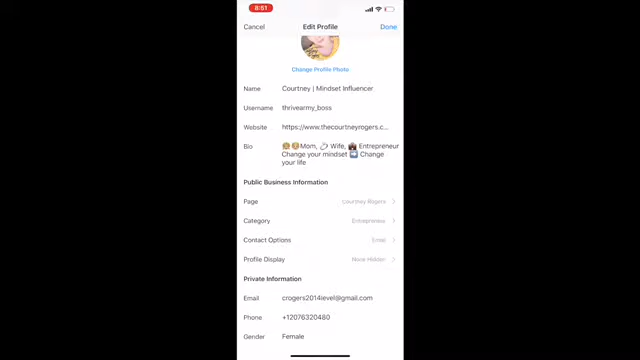 8:51
Cancel Edit Profile Done
Change Profile Photo
Name Courtney | Mindset Influencer
Username thrivearmy_boss
Website https://www.thecourtneyrogers.c...
Bio Mom, Wife, Entrepreneur
Change your mindset ➡️ Change
your life
Public Business Information
Page Courtney Rogers
Category Entrepreneur
Contact Options Email
Profile Display None Hidden
Private Information
Email crogers2014level@gmail.com
Phone +12076320480
Gender Female